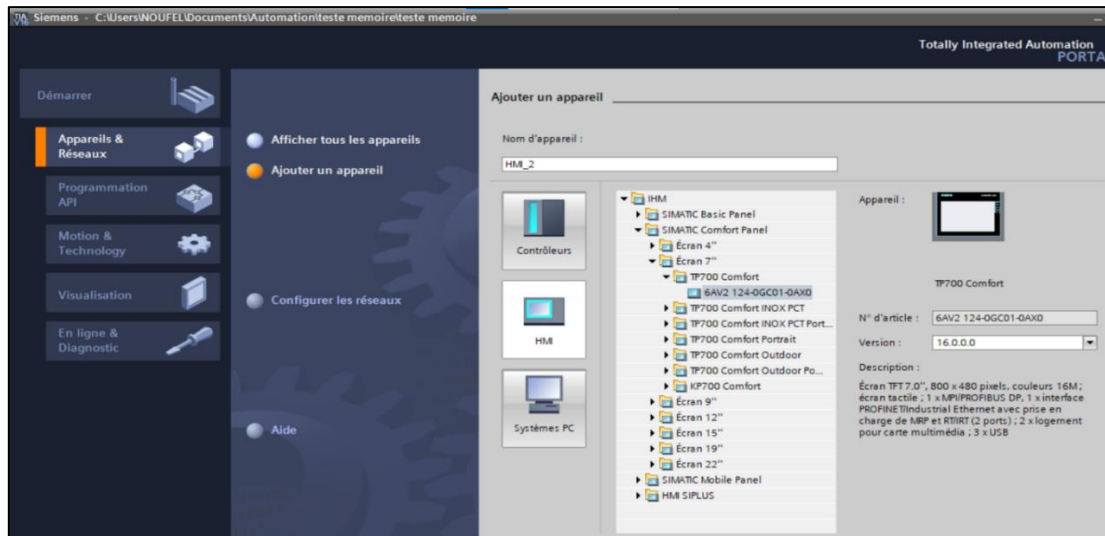 Siemens - C:\Users\NOUFEL\Documents\Automation\teste memoire\teste memoire
Totally Integrated Automation
PORTA
Démarrer
Appareils &
Réseaux
Programmation
API
Motion &
Technology
Visualisation
En ligne &
Diagnostic
Afficher tous les appareils
Ajouter un appareil
Configurer les réseaux
Aide
Ajouter un appareil
Nom d'appareil :
HMI_2
Contrôleurs
HMI
Systèmes PC
IHM
SIMATIC Basic Panel
SIMATIC Comfort Panel
Écran 4"
Écran 7"
TP700 Comfort
6AV2 124-0GC01-0AX0
TP700 Comfort INOX PCT
TP700 Comfort INOX PCT Port...
TP700 Comfort Portrait
TP700 Comfort Outdoor
TP700 Comfort Outdoor Po...
KP700 Comfort
Écran 9"
Écran 12"
Écran 15"
Écran 19"
Écran 22"
SIMATIC Mobile Panel
HMI SIPLUS
Appareil :
TP700 Comfort
N° d'article : 6AV2 124-0GC01-0AX0
Version : 16.0.0.0
Description :
Écran TFT 7.0", 800 x 480 pixels, couleurs 16M ;
écran tactile ; 1 x MPI/PROFIBUS DP, 1 x interface
PROFINET/Industrial Ethernet avec prise en
charge de MRP et RT/IRT (2 ports) ; 2 x logement
pour carte multimédia ; 3 x USB